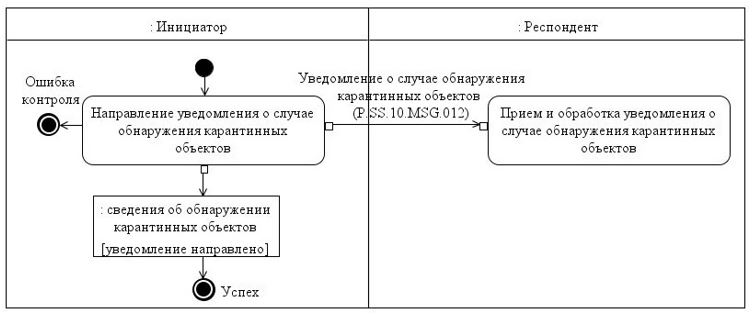 : Инициатор
: Респондент
Ошибка
контроля
Направление уведомления о случае
обнаружения карантинных
объектов
Уведомление о случае обнаружения
карантинных объектов
(P.SS.10.MSG.012)
Прием и обработка уведомления о
случае обнаружения карантинных
объектов
: сведения об обнаружении
карантинных объектов
[уведомление направлено]
Успех